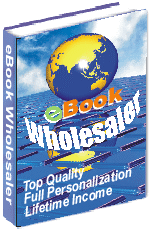 eBook Wholesaler
eBook
Wholesaler
Top Quality
Full Personalization
Lifetime Income